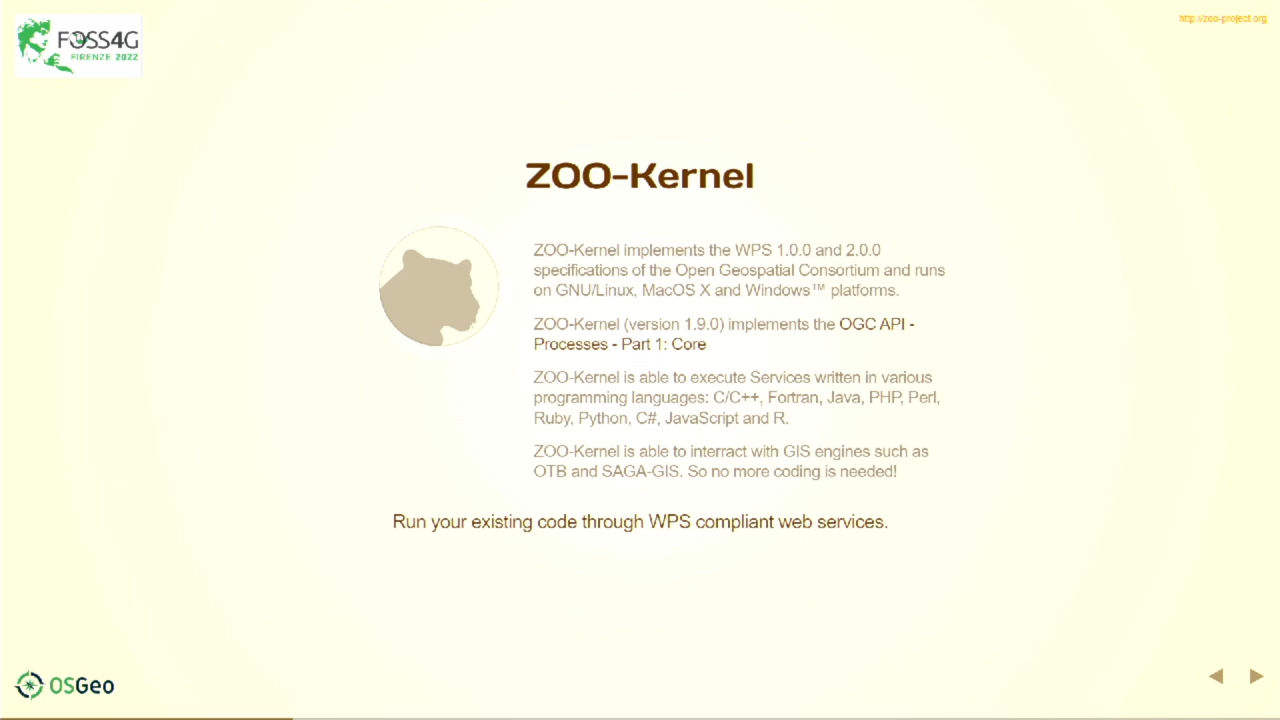 FOSS4G
FIRENZE 2022
http://zoo-project.org
ZOO-Kernel
ZOO-Kernel implements the WPS 1.0.0 and 2.0.0
specifications of the Open Geospatial Consortium and runs
on GNU/Linux, MacOS X and Windows™ platforms.
ZOO-Kernel (version 1.9.0) implements the OGC API -
Processes - Part 1: Core
ZOO-Kernel is able to execute Services written in various
programming languages: C/C++, Fortran, Java, PHP, Perl,
Ruby, Python, C#, JavaScript and R.
ZOO-Kernel is able to interract with GIS engines such as
OTB and SAGA-GIS. So no more coding is needed!
Run your existing code through WPS compliant web services.
OSGeo